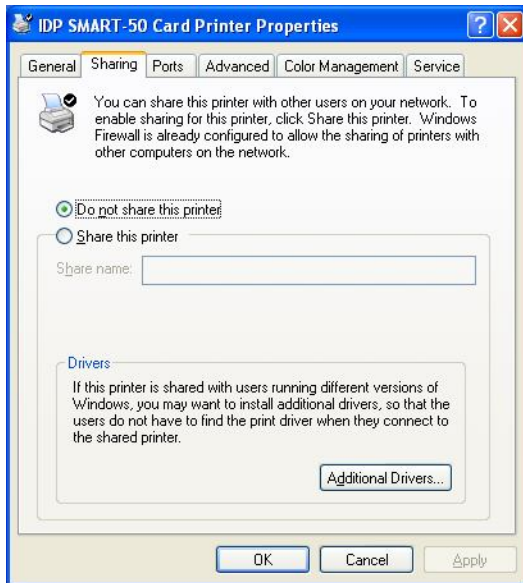 IDP SMART-50 Card Printer Properties
General Sharing Ports Advanced Color Management Service
You can share this printer with other users on your network. To
enable sharing for this printer, click Share this printer. Windows
Firewall is already configured to allow the sharing of printers with
other computers on the network.
Do not share this printer
Share this printer
Share name:
Drivers
If this printer is shared with users running different versions of
Windows, you may want to install additional drivers, so that the
users do not have to find the print driver when they connect to
the shared printer.
Additional Drivers...
OK Cancel Apply